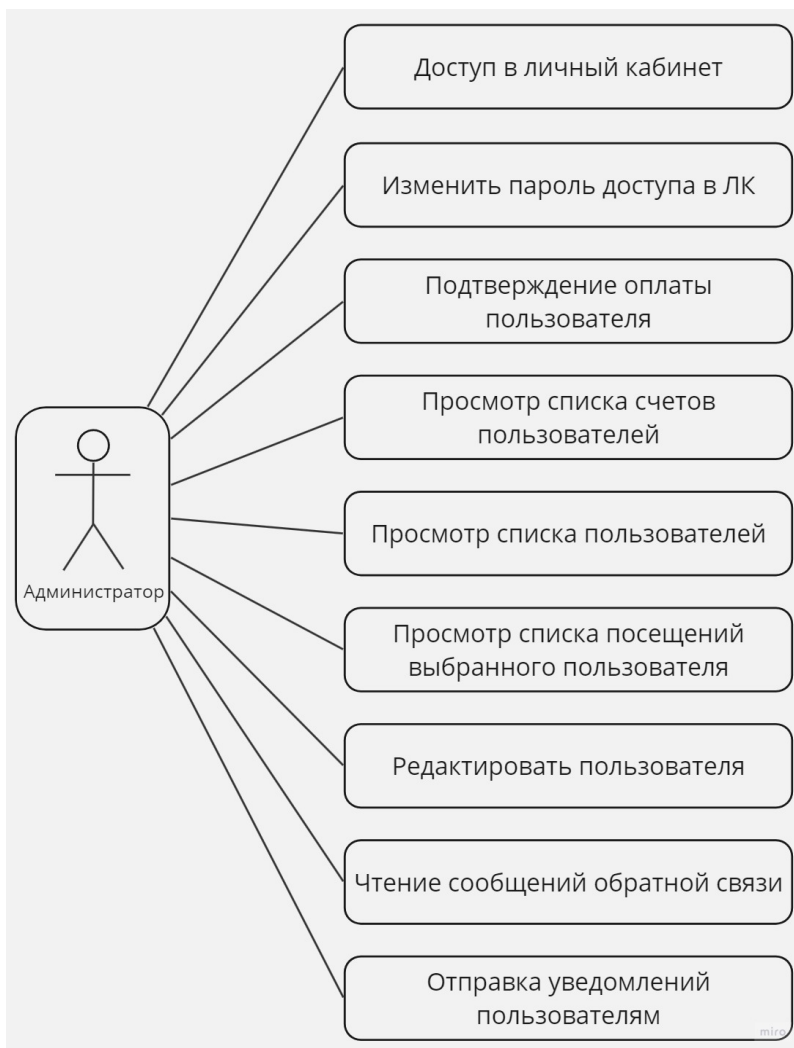 Доступ в личный кабинет
Изменить пароль доступа в ЛК
Подтверждение оплаты
пользователя
Просмотр списка счетов
пользователей
Просмотр списка пользователей
Администратор
Просмотр списка посещений
выбранного пользователя
Редактировать пользователя
Чтение сообщений обратной связи
Отправка уведомлений
пользователям
miro